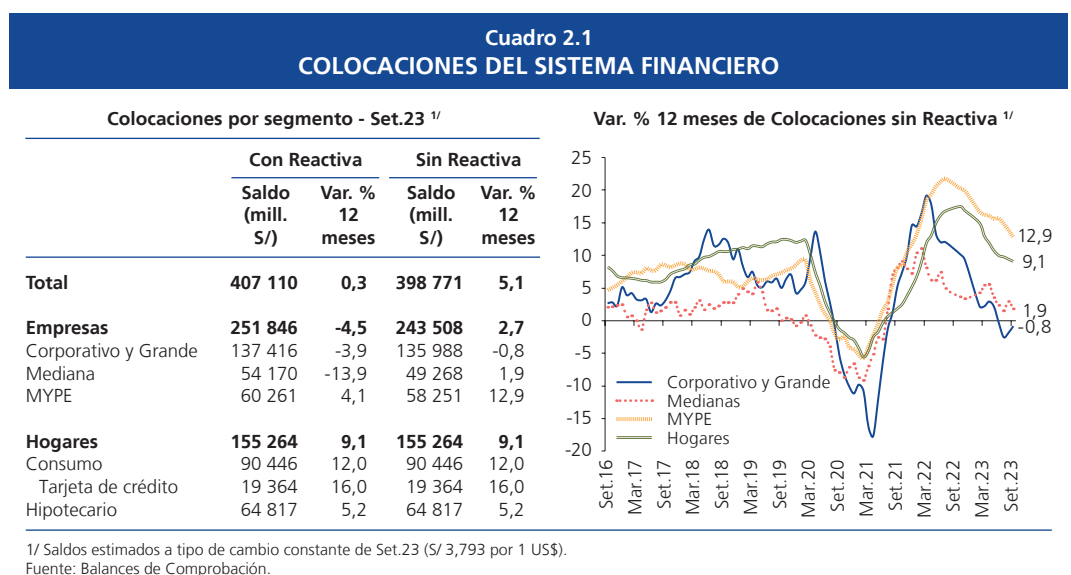 Cuadro 2.1
COLOCACIONES DEL SISTEMA FINANCIERO
Colocaciones por segmento - Set.23 1/
Con Reactiva Sin Reactiva
Saldo Var. % Saldo Var. %
(mill. 12 (mill. 12
S/) meses S/) meses
Total 407 110 0,3 398 771 5,1
Empresas 251 846 -4,5 243 508 2,7
Corporativo y Grande 137 416 -3,9 135 988 -0,8
Mediana 54 170 -13,9 49 268 1,9
MYPE 60 261 4,1 58 251 12,9
Hogares 155 264 9,1 155 264 9,1
Consumo 90 446 12,0 90 446 12,0
Tarjeta de crédito 19 364 16,0 19 364 16,0
Hipotecario 64 817 5,2 64 817 5,2
Var. % 12 meses de Colocaciones sin Reactiva 1/
25
20
15
10
5
0
-5
-10
-15
-20
12,9
9,1
1,9
-0,8
Corporativo y Grande
Medianas
MYPE
Hogares
Set.16
Mar.17
Set.17
Mar.18
Set.18
Mar.19
Set.19
Mar.20
Set.20
Mar.21
Set.21
Mar.22
Set.22
Mar.23
Set.23
1/ Saldos estimados a tipo de cambio constante de Set.23 (S/ 3,793 por 1 US$).
Fuente: Balances de Comprobación.